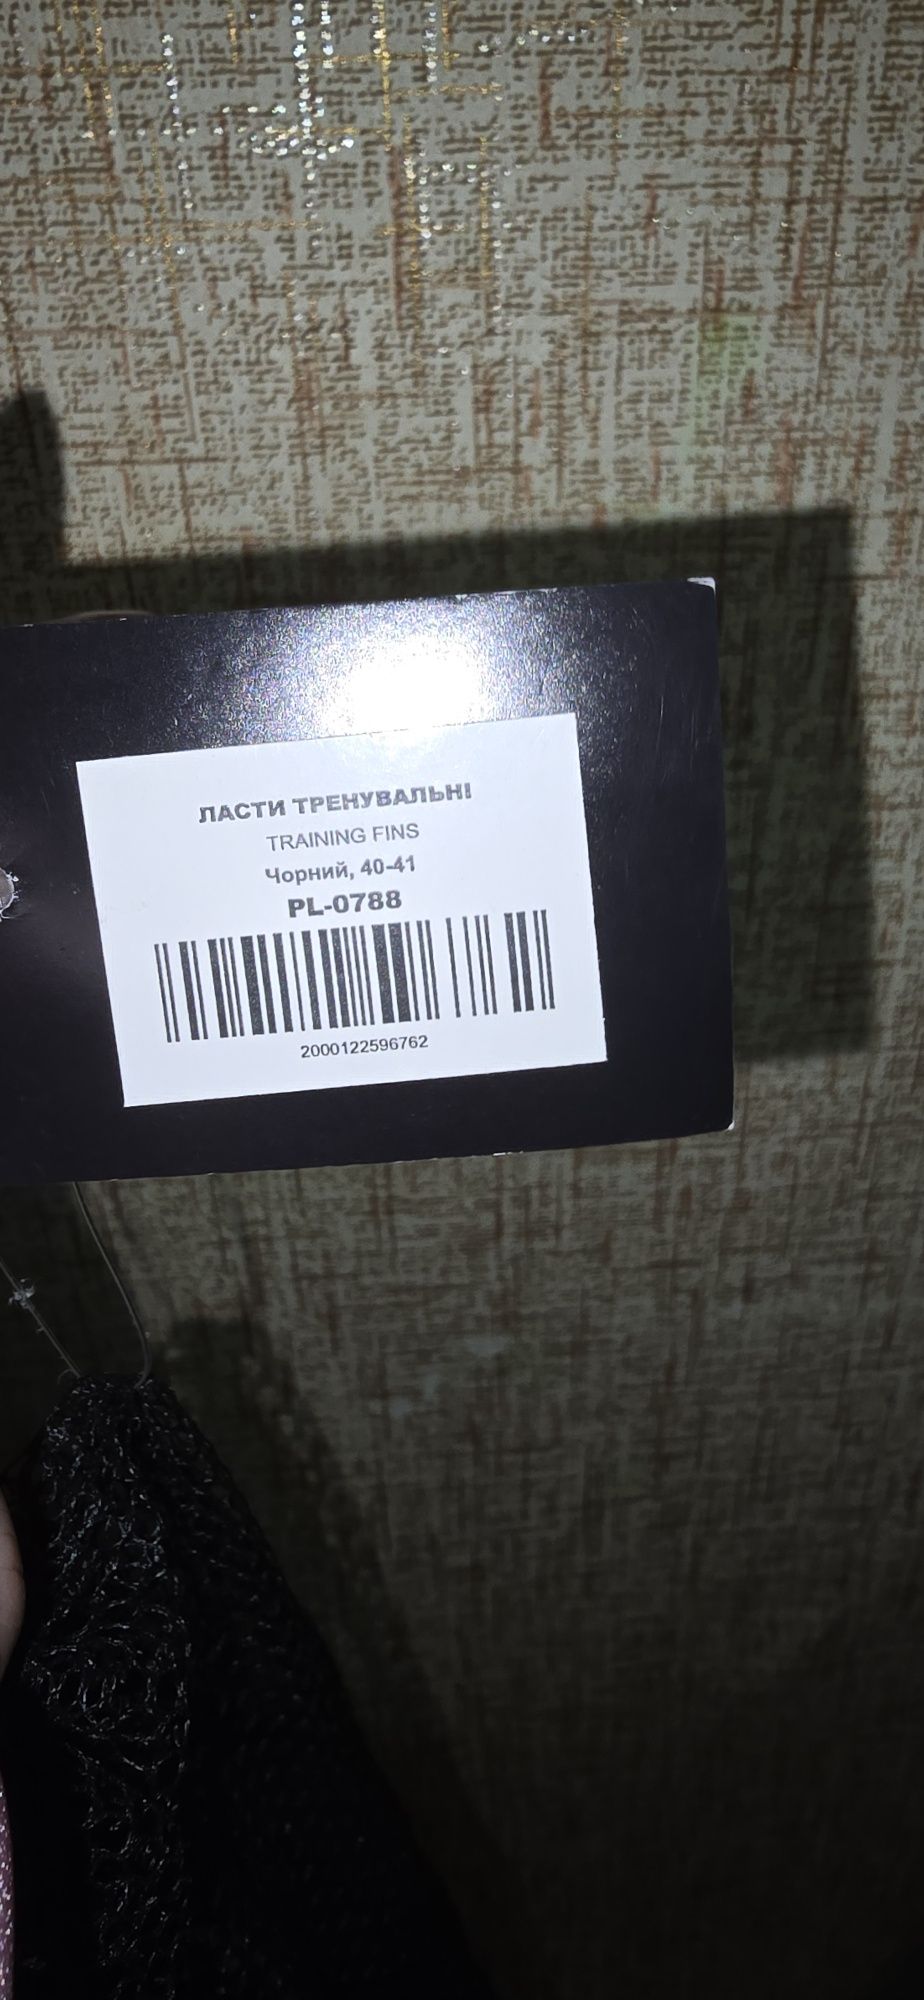 ЛАСТИ ТРЕНУВАЛЬНІ
TRAINING FINS
Чорний, 40-41
PL-0788
2000122596762